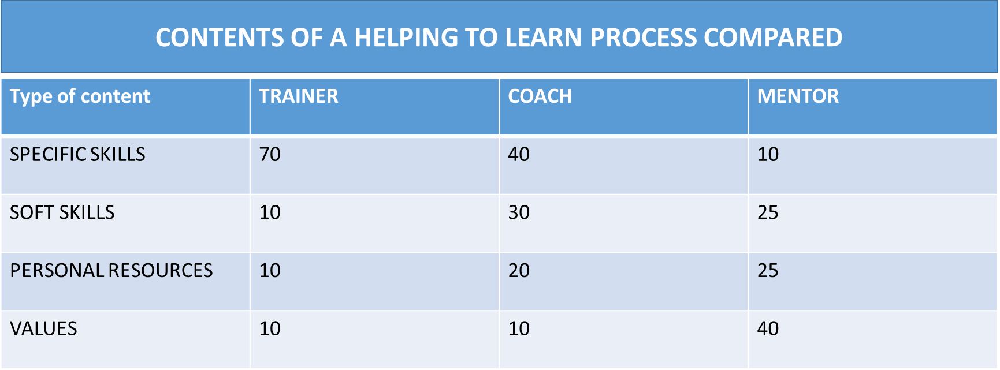 CONTENTS OF A HELPING TO LEARN PROCESS COMPARED
Type of content TRAINER COACH MENTOR
SPECIFIC SKILLS 70 40 10
SOFT SKILLS 10 30 25
PERSONAL RESOURCES 10 20 25
VALUES 10 10 40